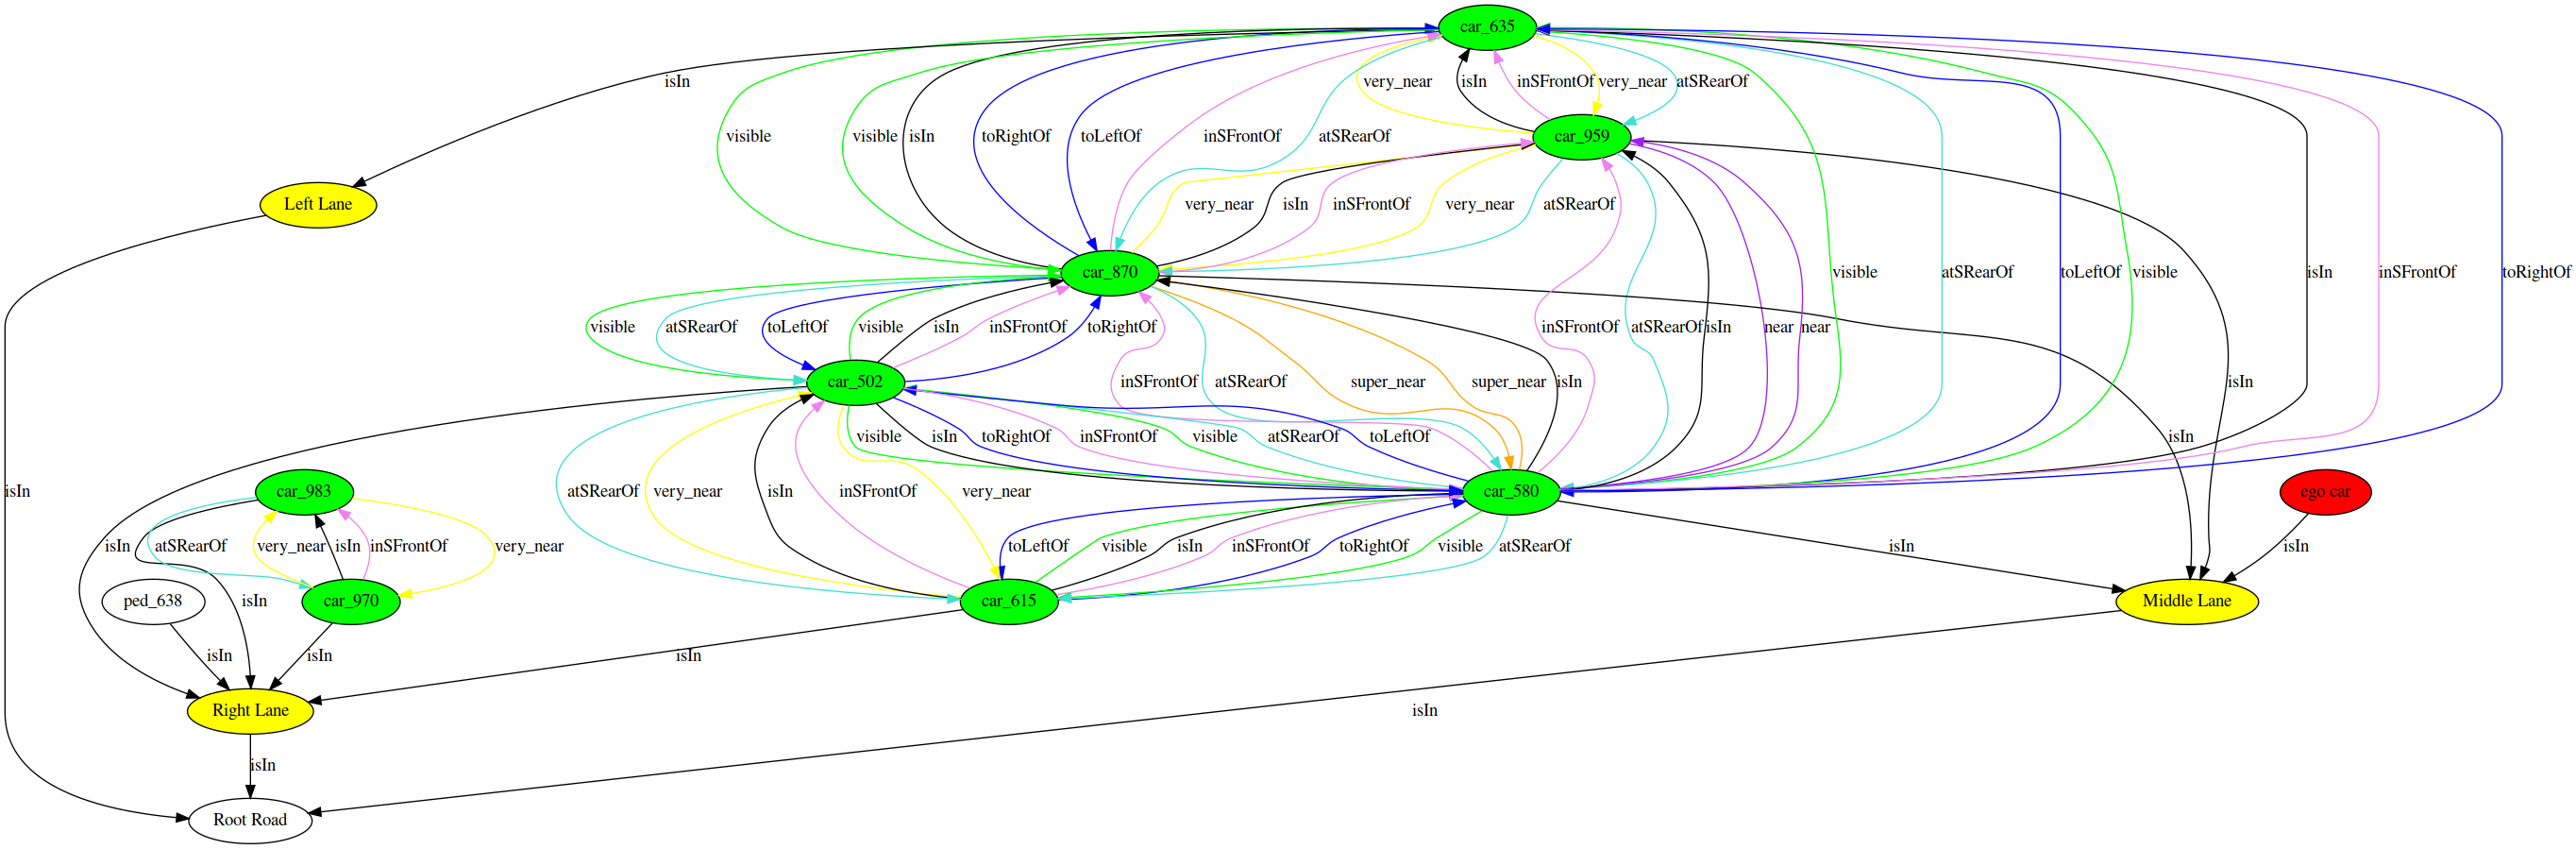 car_635
isIn
very_near
isIn
inSFrontOf
very_near
atSRearOf
visible
visible
isIn
toRightOf
toLeftOf
inSFrontOf
atSRearOf
car_959
Left Lane
very_near
isIn
inSFrontOf
very_near
atSRearOf
car_870
visible
atSRearOf
toLeftOf
visible
isIn
inSFrontOf
toRightOf
visible
atSRearOf
toLeftOf
visible
isIn
inSFrontOf
toRightOf
inSFrontOf
atSRearOf
isIn
near
near
car_502
inSFrontOf
atSRearOf
super_near
super_near
isIn
isIn
visible
isIn
toRightOf
inSFrontOf
visible
atSRearOf
toLeftOf
isIn
isIn
car_983
atSRearOf
very_near
isIn
inSFrontOf
very_near
car_580
ego car
isIn
atSRearOf
very_near
isIn
inSFrontOf
very_near
toLeftOf
visible
isIn
inSFrontOf
toRightOf
visible
atSRearOf
isIn
isIn
ped_638
isIn
car_970
car_615
Middle Lane
isIn
isIn
isIn
Right Lane
isIn
isIn
Root Road